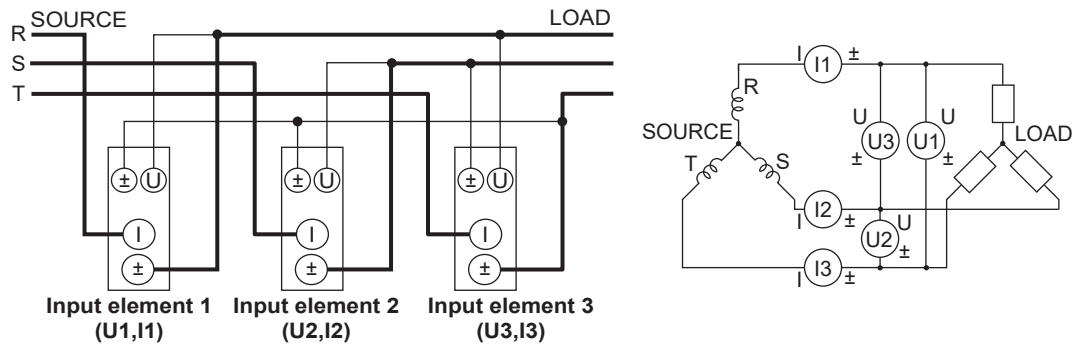 SOURCE
LOAD
R
S
T
± U
± U
± U
I
I
I
±
±
±
Input element 1
(U1,I1)
Input element 2
(U2,I2)
Input element 3
(U3,I3)
I I1 ±
R
SOURCE
T
S
U U3 ±
U U1 ±
LOAD
I I2 ±
U U2 ±
I I3 ±